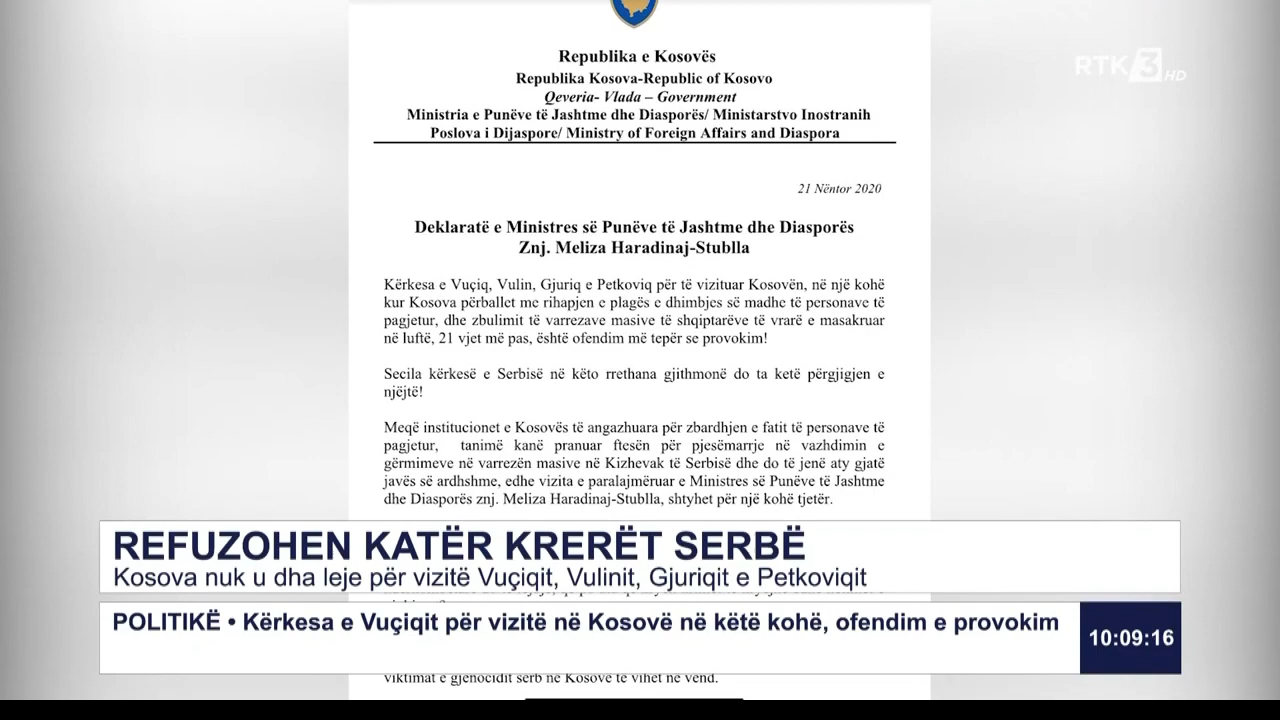 Republika e Kosovës
Republika Kosova-Republic of Kosovo
Qeveria- Vlada – Government
Ministria e Punëve të Jashtme dhe Diasporës/ Ministarstvo Inostranih
Poslova i Dijaspore/ Ministry of Foreign Affairs and Diaspora
RTK 3 HD
21 Nëntor 2020
Deklaratë e Ministres së Punëve të Jashtme dhe Diasporës
Znj. Meliza Haradinaj-Stublla
Kërkesa e Vuçiq, Vulin, Gjuriq e Petkoviq për të vizituar Kosovën, në një kohë
kur Kosova përballet me rihapjen e plagës e dhimbjes së madhe të personave të
pagjetur, dhe zbulimit të varrezave masive të shqiptarëve të vrarë e masakruar
në luftë, 21 vjet më pas, është ofendim më tepër se provokim!
Secila kërkesë e Serbisë në këto rrethana gjithmonë do ta ketë përgjigjen e
njëjtë!
Meqë institucionet e Kosovës të angazhuara për zbardhjen e fatit të personave të
pagjetur, tanimë kanë pranuar ftesën për pjesëmarrje në vazhdimin e
gërmimeve në varrezën masive në Kizhevak të Serbisë dhe do të jenë aty gjatë
javës së ardhshme, edhe vizita e paralajmëruar e Ministres së Punëve të Jashtme
dhe Diasporës znj. Meliza Haradinaj-Stublla, shtyhet për një kohë tjetër.
REFUZOHEN KATËR KRERËT SERBË
Kosova nuk u dha leje për vizitë Vuçiqit, Vulinit, Gjuriqit e Petkoviqit
POLITIKË • Kërkesa e Vuçiqit për vizitë në Kosovë në këtë kohë, ofendim e provokim
10:09:16
viktimat e gjenocidit serb në Kosovë të vihet në vend.